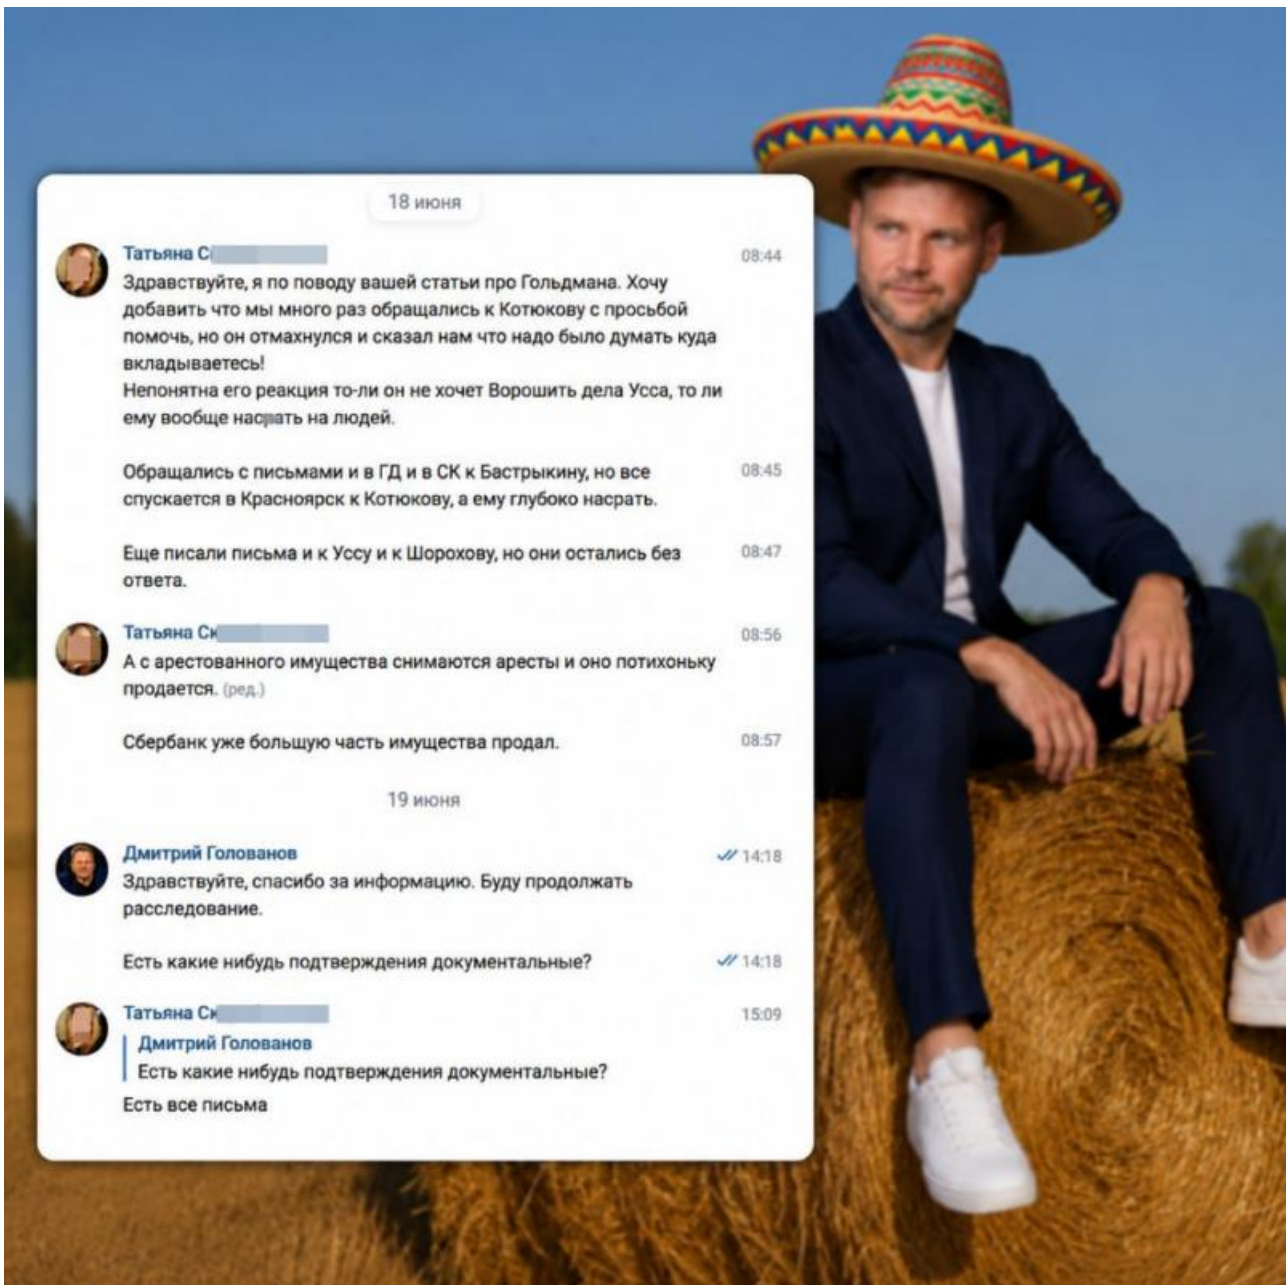 18 июня
Татьяна С
08:44
Здравствуйте, я по поводу вашей статьи про Гольдмана. Хочу
добавить что мы много раз обращались к Котюкову с просьбой
помочь, но он отмахнулся и сказал нам что надо было думать куда
вкладываетесь!
Непонятна его реакция то-ли он не хочет Ворошить дела Усса, то ли
ему вообще насрать на людей.
Обращались с письмами и в ГД и в СК к Бастрыкину, но все
08:45
спускается в Красноярск к Котюкову, а ему глубоко насрать.
Еще писали письма и к Уссу и к Шорохову, но они остались без
08:47
ответа.
Татьяна Ск
08:56
А с арестованного имущества снимаются аресты и оно потихоньку
продается. (ред.)
Сбербанк уже большую часть имущества продал.
08:57
19 июня
Дмитрий Голованов
14:18
Здравствуйте, спасибо за информацию. Буду продолжать
расследование.
Есть какие нибудь подтверждения документальные?
14:18
Татьяна Ск
15:09
Дмитрий Голованов
Есть какие нибудь подтверждения документальные?
Есть все письма